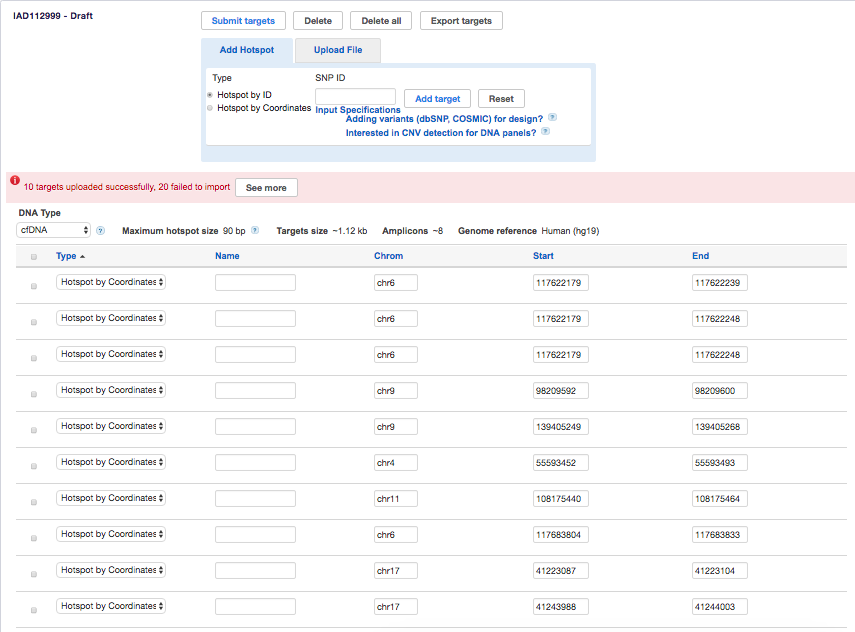 IAD112999 - Draft
Submit targets Delete Delete all Export targets
Add Hotspot Upload File
Type SNP ID
Hotspot by ID
Add target Reset
Hotspot by Coordinates Input Specifications
Adding variants (dbSNP, COSMIC) for design? ?
Interested in CNV detection for DNA panels? ?
10 targets uploaded successfully, 20 failed to import See more
DNA Type
cfDNA ? Maximum hotspot size 90 bp ? Targets size ~1.12 kb Amplicons ~8 Genome reference Human (hg19)
Type Name Chrom Start End
Hotspot by Coordinates chr6 117622179 117622239
Hotspot by Coordinates chr6 117622179 117622248
Hotspot by Coordinates chr6 117622179 117622248
Hotspot by Coordinates chr9 98209592 98209600
Hotspot by Coordinates chr9 139405249 139405268
Hotspot by Coordinates chr4 55593452 55593493
Hotspot by Coordinates chr11 108175440 108175464
Hotspot by Coordinates chr6 117683804 117683833
Hotspot by Coordinates chr17 41223087 41223104
Hotspot by Coordinates chr17 41243988 41244003